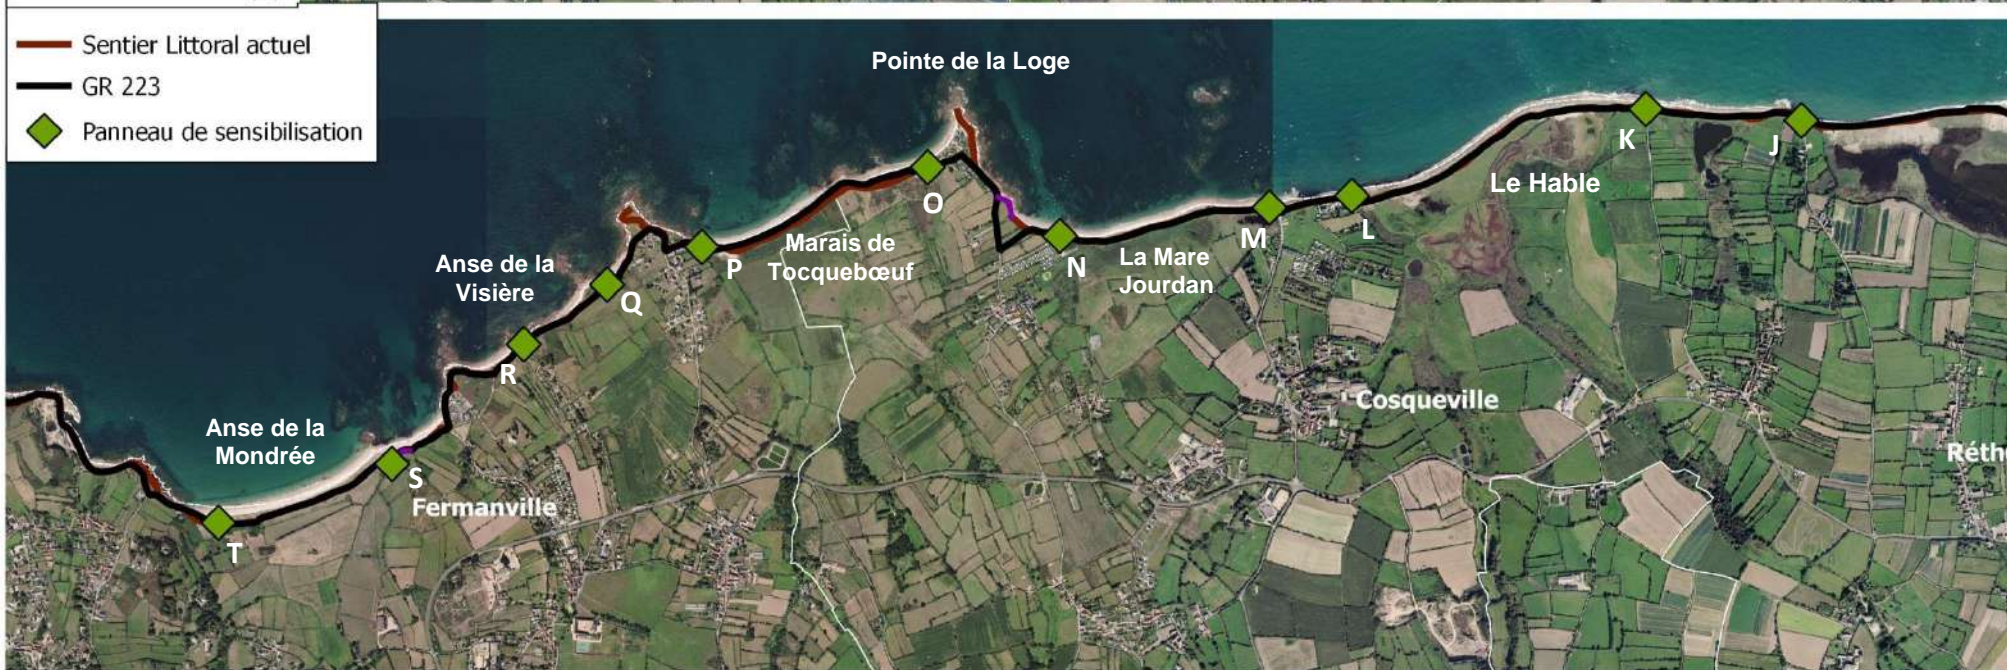 Sentier Littoral actuel
GR 223
Panneau de sensibilisation
Pointe de la Loge
K
J
Le Hable
O
L
M
Marais de
Tocquebœuf
P
N
La Mare
Jourdan
Anse de la
Visière
Q
R
Cosqueville
Anse de la
Mondrée
Réth
S
Fermanville
T